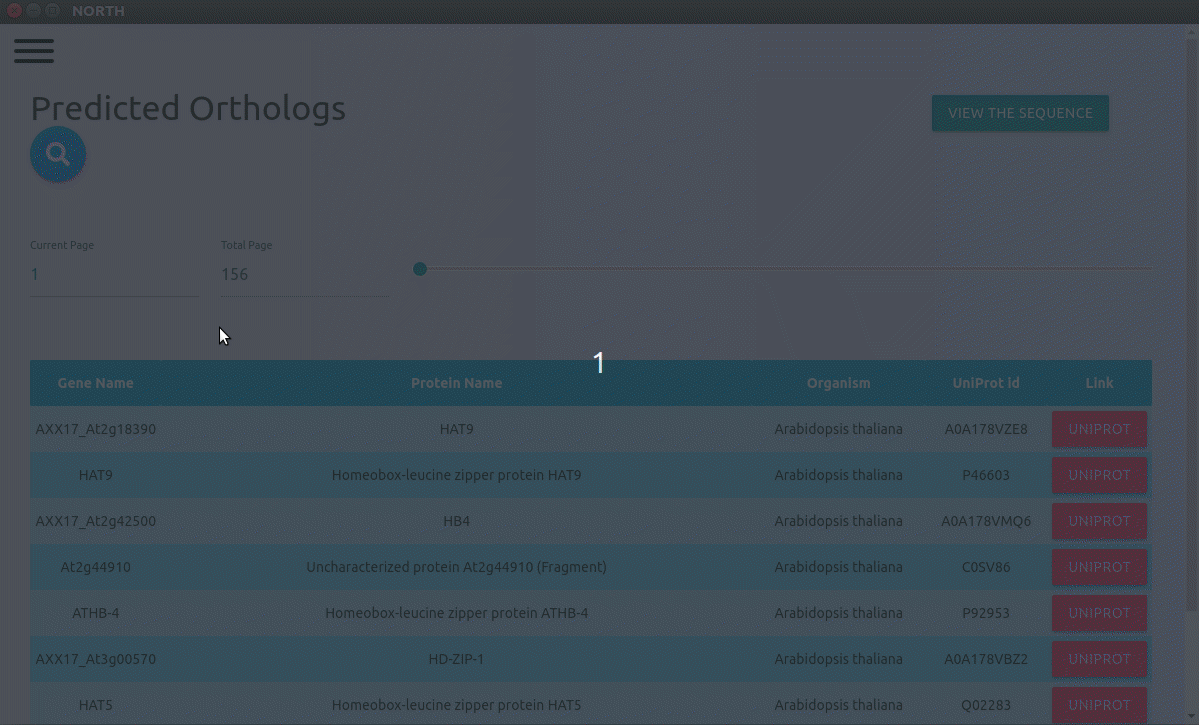 NORTH
Predicted Orthologs
VIEW THE SEQUENCE
Current Page Total Page
1 156
1
Gene Name Protein Name Organism UniProt id Link
AXX17_At2g18390 HAT9 Arabidopsis thaliana A0A178VZE8 UNIPROT
HAT9 Homeobox-leucine zipper protein HAT9 Arabidopsis thaliana P46603 UNIPROT
AXX17_At2g42500 HB4 Arabidopsis thaliana A0A178VMQ6 UNIPROT
At2g44910 Uncharacterized protein At2g44910 (Fragment) Arabidopsis thaliana C0SV86 UNIPROT
ATHB-4 Homeobox-leucine zipper protein ATHB-4 Arabidopsis thaliana P92953 UNIPROT
AXX17_At3g00570 HD-ZIP-1 Arabidopsis thaliana A0A178VBZ2 UNIPROT
HAT5 Homeobox-leucine zipper protein HAT5 Arabidopsis thaliana Q02283 UNIPROT